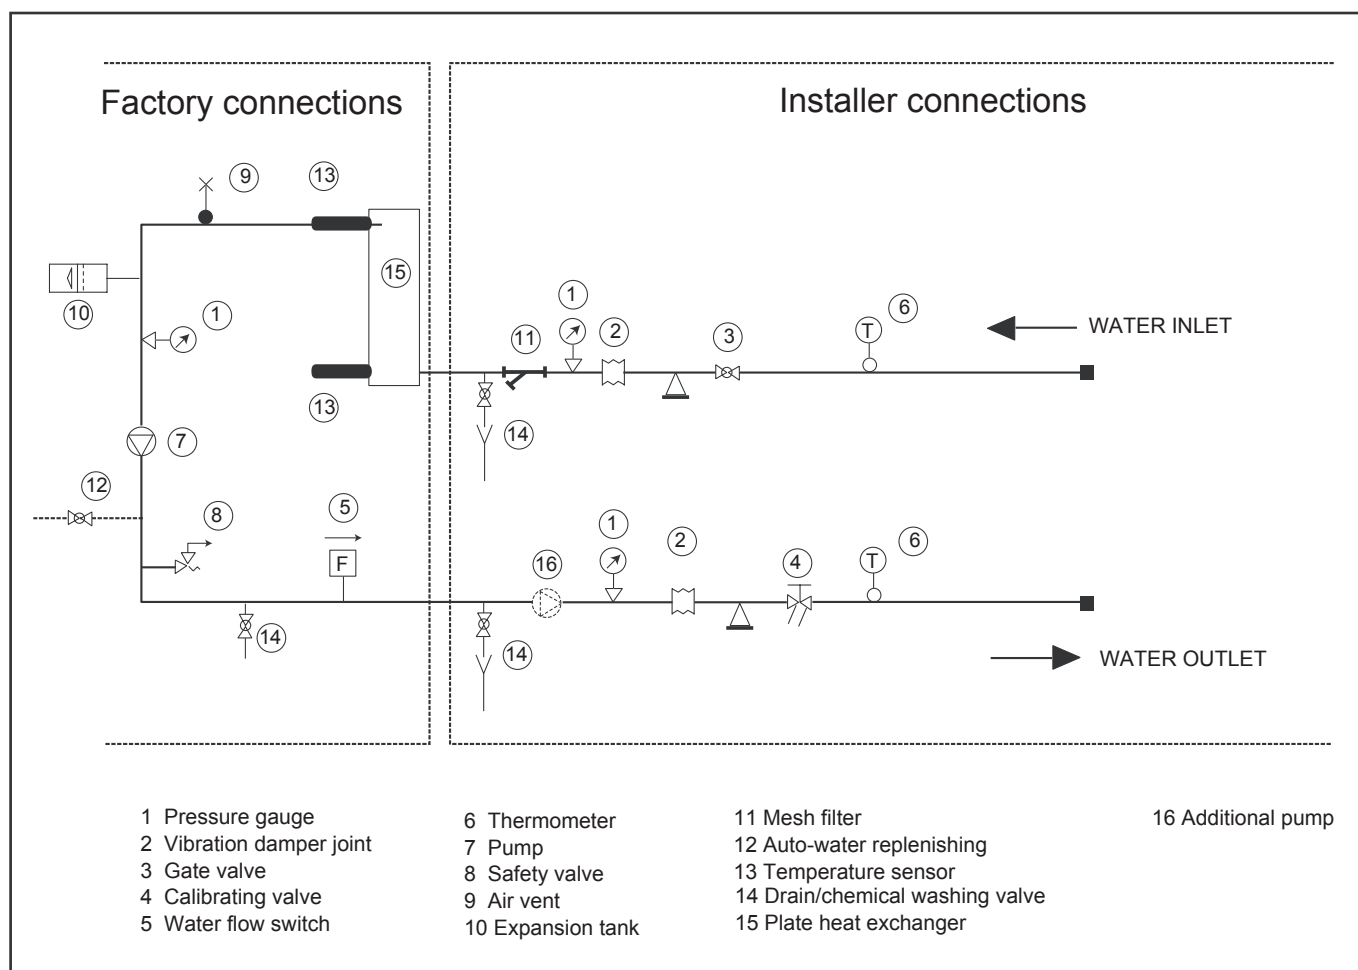 Factory connections
Installer connections
9
13
15
10
1
13
7
12
8
5
14
1
2
11
3
6
WATER INLET
14
1
2
16
4
6
14
WATER OUTLET
T
T
F
1 Pressure gauge
2 Vibration damper joint
3 Gate valve
4 Calibrating valve
5 Water flow switch
6 Thermometer
7 Pump
8 Safety valve
9 Air vent
10 Expansion tank
11 Mesh filter
12 Auto-water replenishing
13 Temperature sensor
14 Drain/chemical washing valve
15 Plate heat exchanger
16 Additional pump